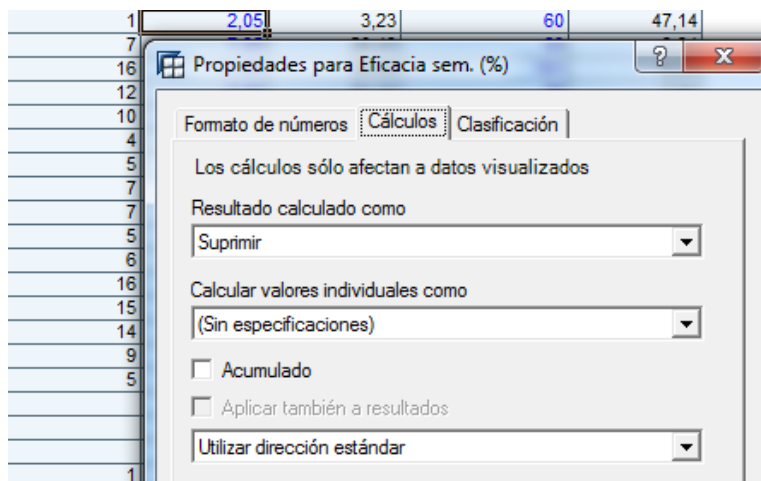 1 2,05 3,23 60 47,14
7
Propiedades para Eficacia sem. (%)
16
12
10
Formato de números Cálculos Clasificación
4
5
Los cálculos sólo afectan a datos visualizados
7
7
Resultado calculado como
5
Suprimir
6
16
Calcular valores individuales como
15
14
(Sin especificaciones)
9
5
Acumulado
Aplicar también a resultados
Utilizar dirección estándar
1